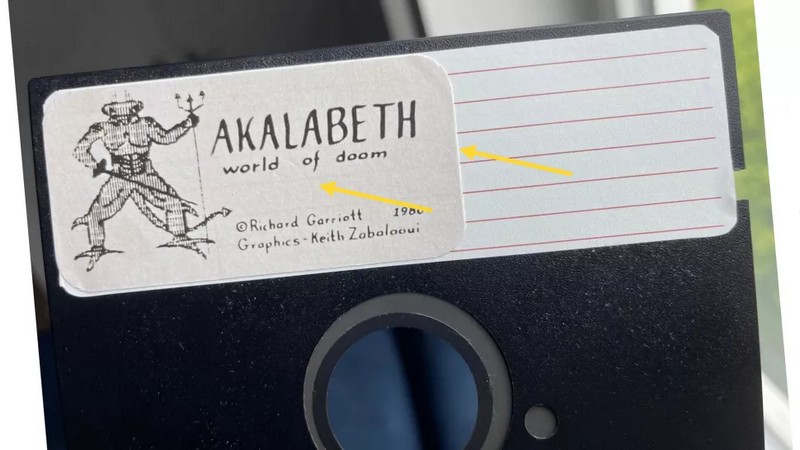 AKALABETH
world of doom
©Richard Garriott 1980
Graphics-Keith Zabalaoui